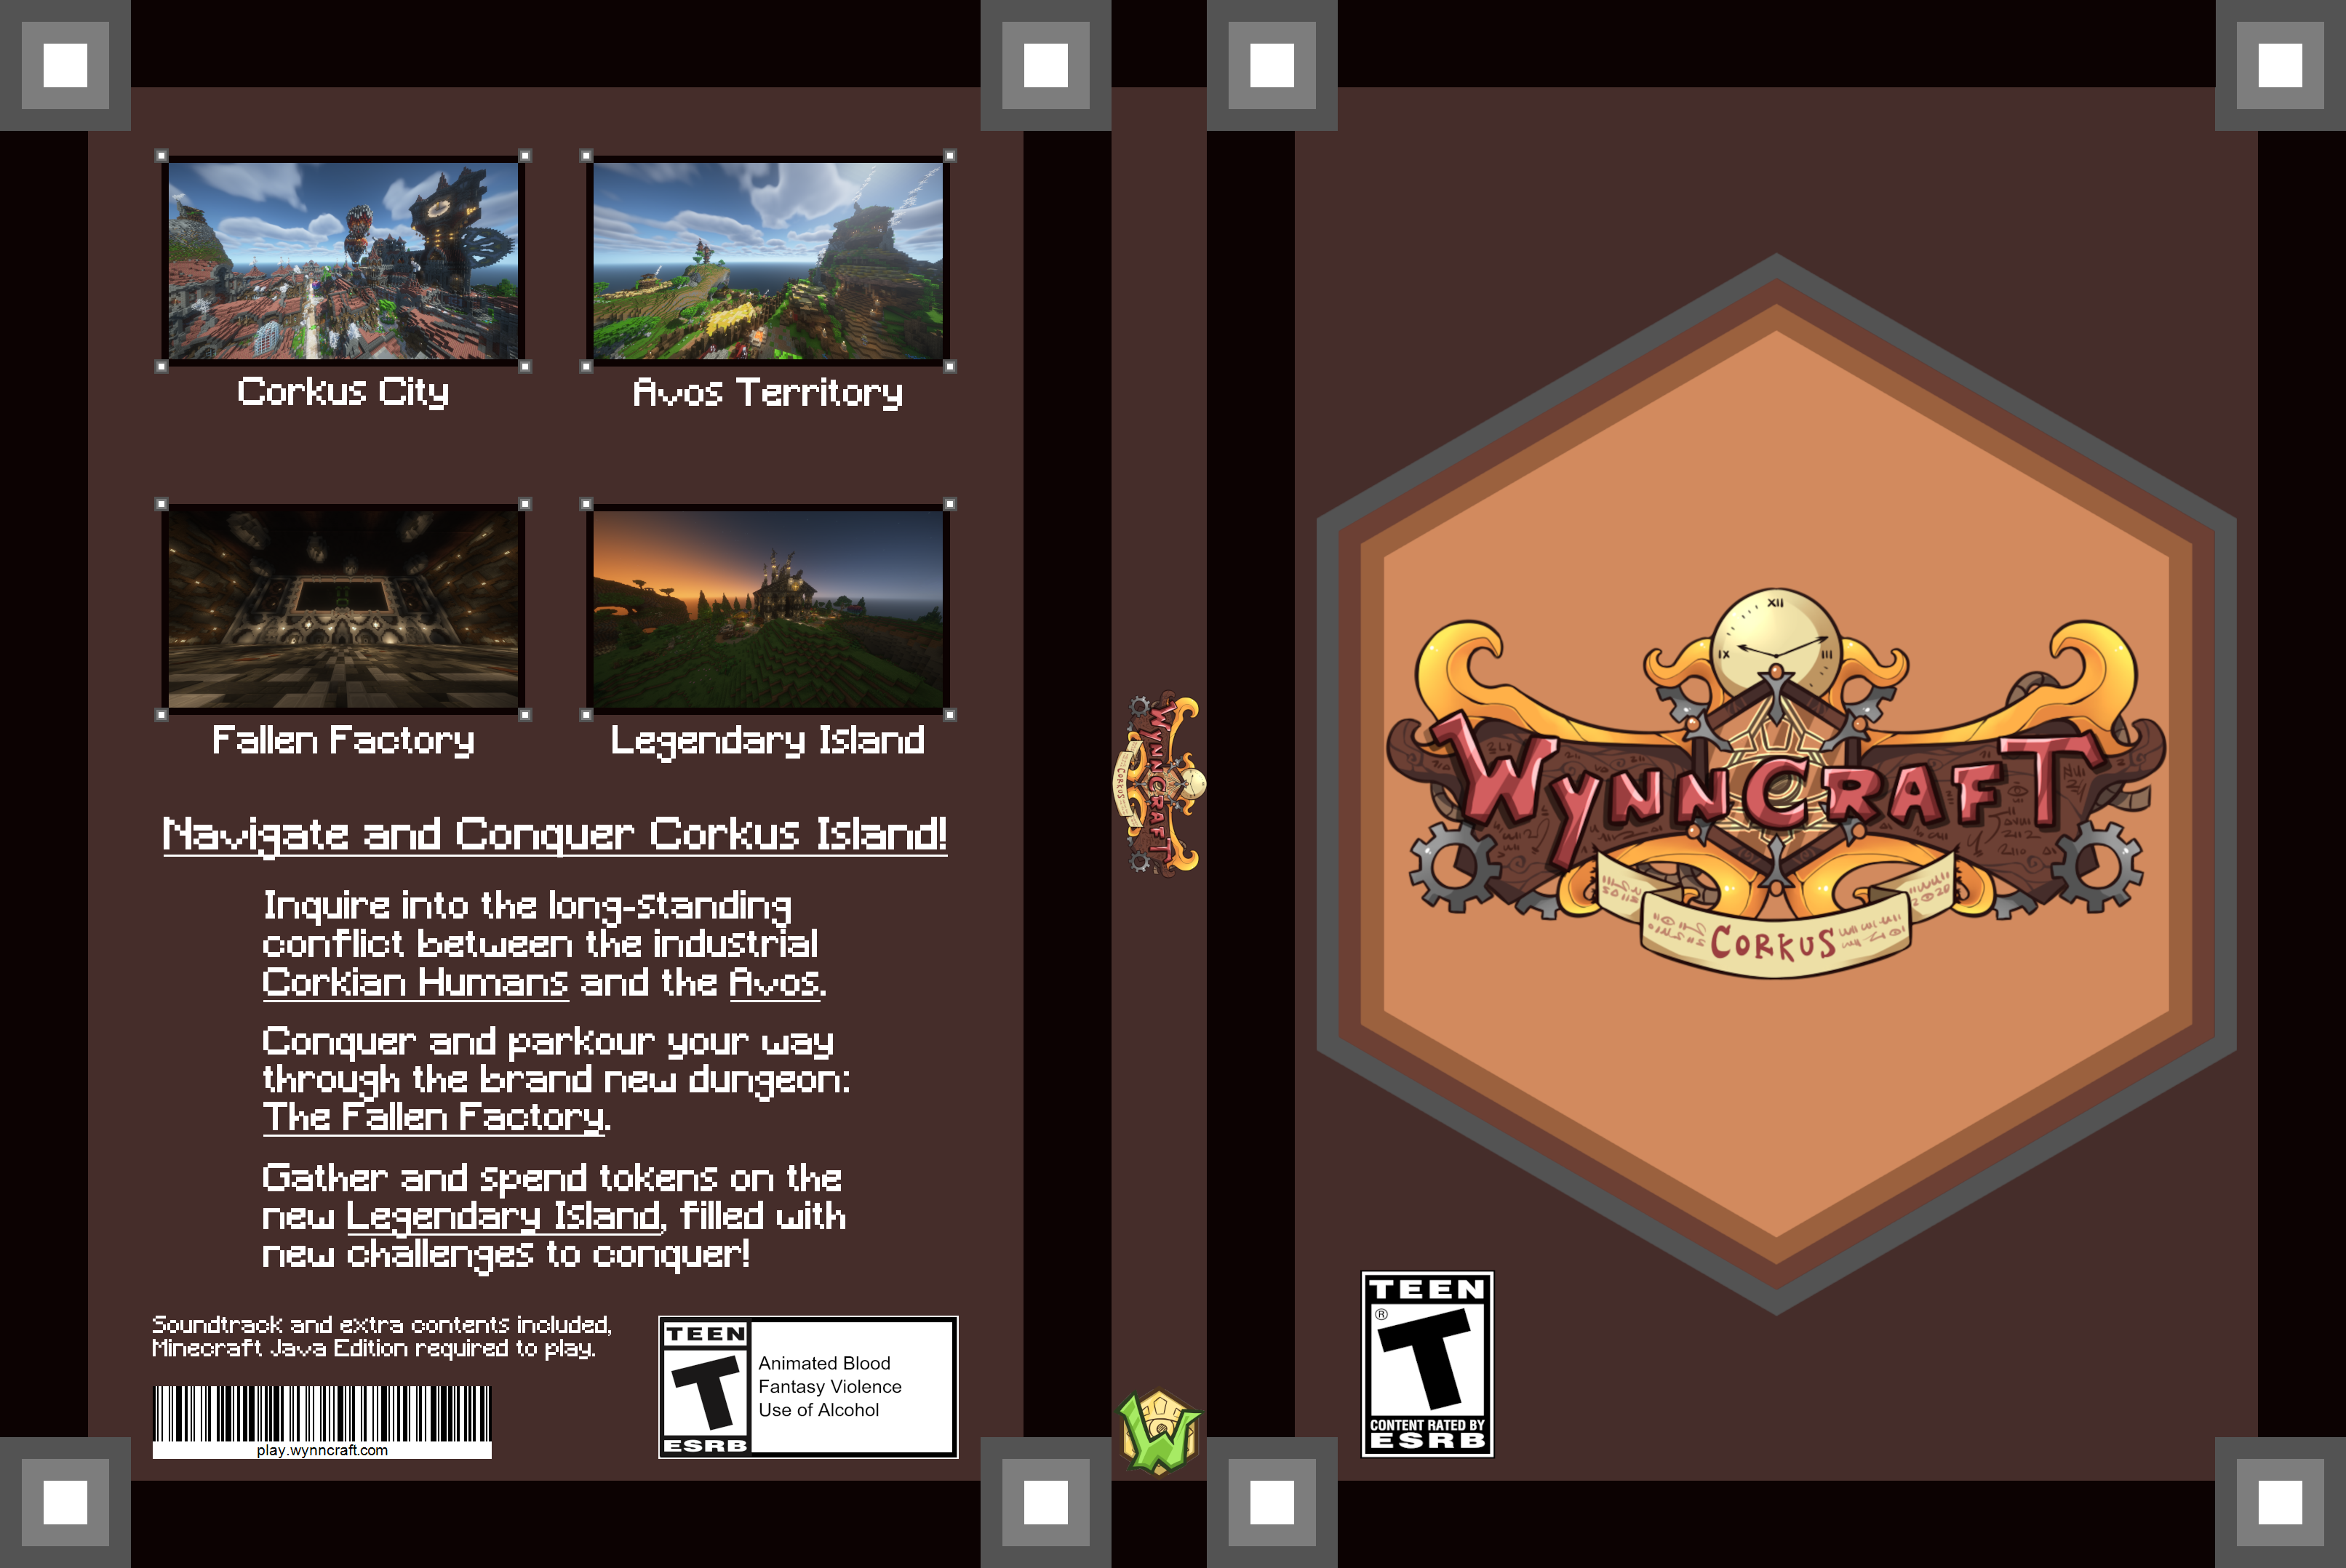 Corkus City
Avos Territory
Fallen Factory
Legendary Island
Navigate and Conquer Corkus Island!
Inquire into the long-standing
conflict between the industrial
Corkian Humans and the Avos.
Conquer and parkour your way
through the brand new dungeon:
The Fallen Factory.
Gather and spend tokens on the
new Legendary Island, filled with
new challenges to conquer!
Soundtrack and extra contents included,
Minecraft Java Edition required to play.
play.wynncraft.com
TEEN
T
ESRB
Animated Blood
Fantasy Violence
Use of Alcohol
WYNNCRAFT
CORKUS
W
XII
IX
III
WYNNCRAFT
CORKUS
TEEN
®
T
CONTENT RATED BY
ESRB